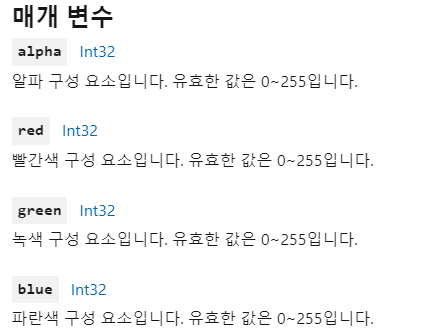 매개 변수
alpha Int32
알파 구성 요소입니다. 유효한 값은 0~255입니다.
red Int32
빨간색 구성 요소입니다. 유효한 값은 0~255입니다.
green Int32
녹색 구성 요소입니다. 유효한 값은 0~255입니다.
blue Int32
파란색 구성 요소입니다. 유효한 값은 0~255입니다.